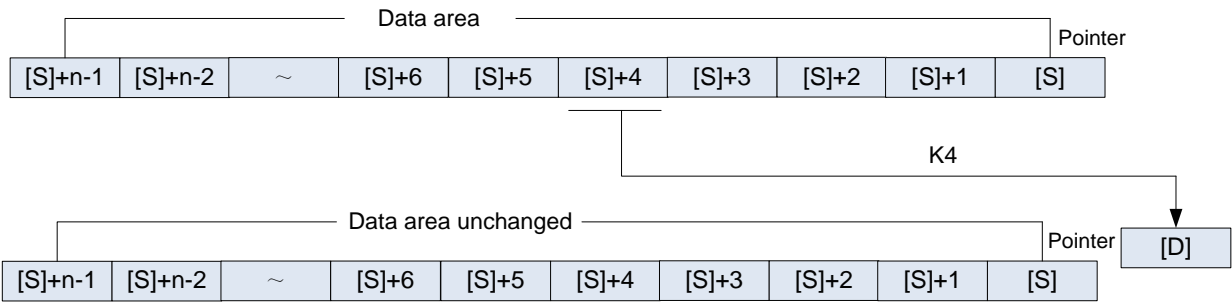 Data area
Pointer
[S]+n-1 [S]+n-2 ~ [S]+6 [S]+5 [S]+4 [S]+3 [S]+2 [S]+1 [S]
K4
Data area unchanged
Pointer
[D]
[S]+n-1 [S]+n-2 ~ [S]+6 [S]+5 [S]+4 [S]+3 [S]+2 [S]+1 [S]